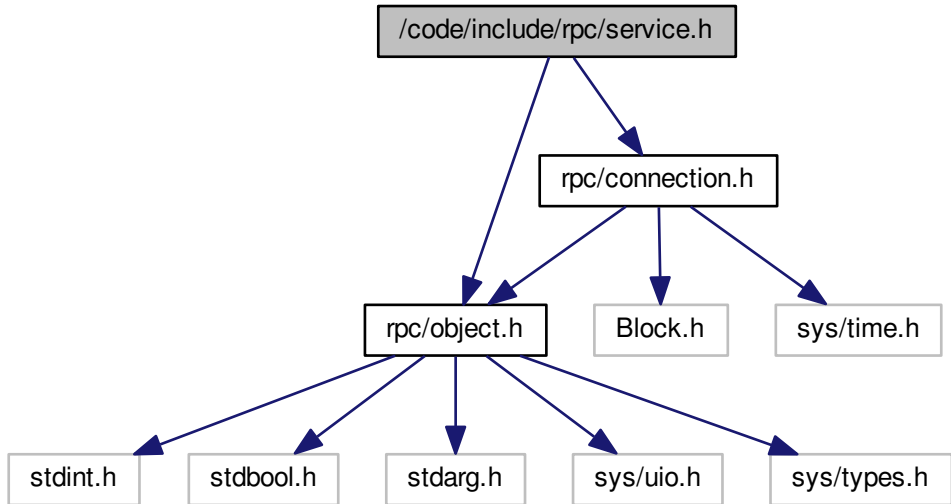 /code/include/rpc/service.h
rpc/connection.h
rpc/object.h
Block.h
sys/time.h
stdint.h
stdbool.h
stdarg.h
sys/uio.h
sys/types.h